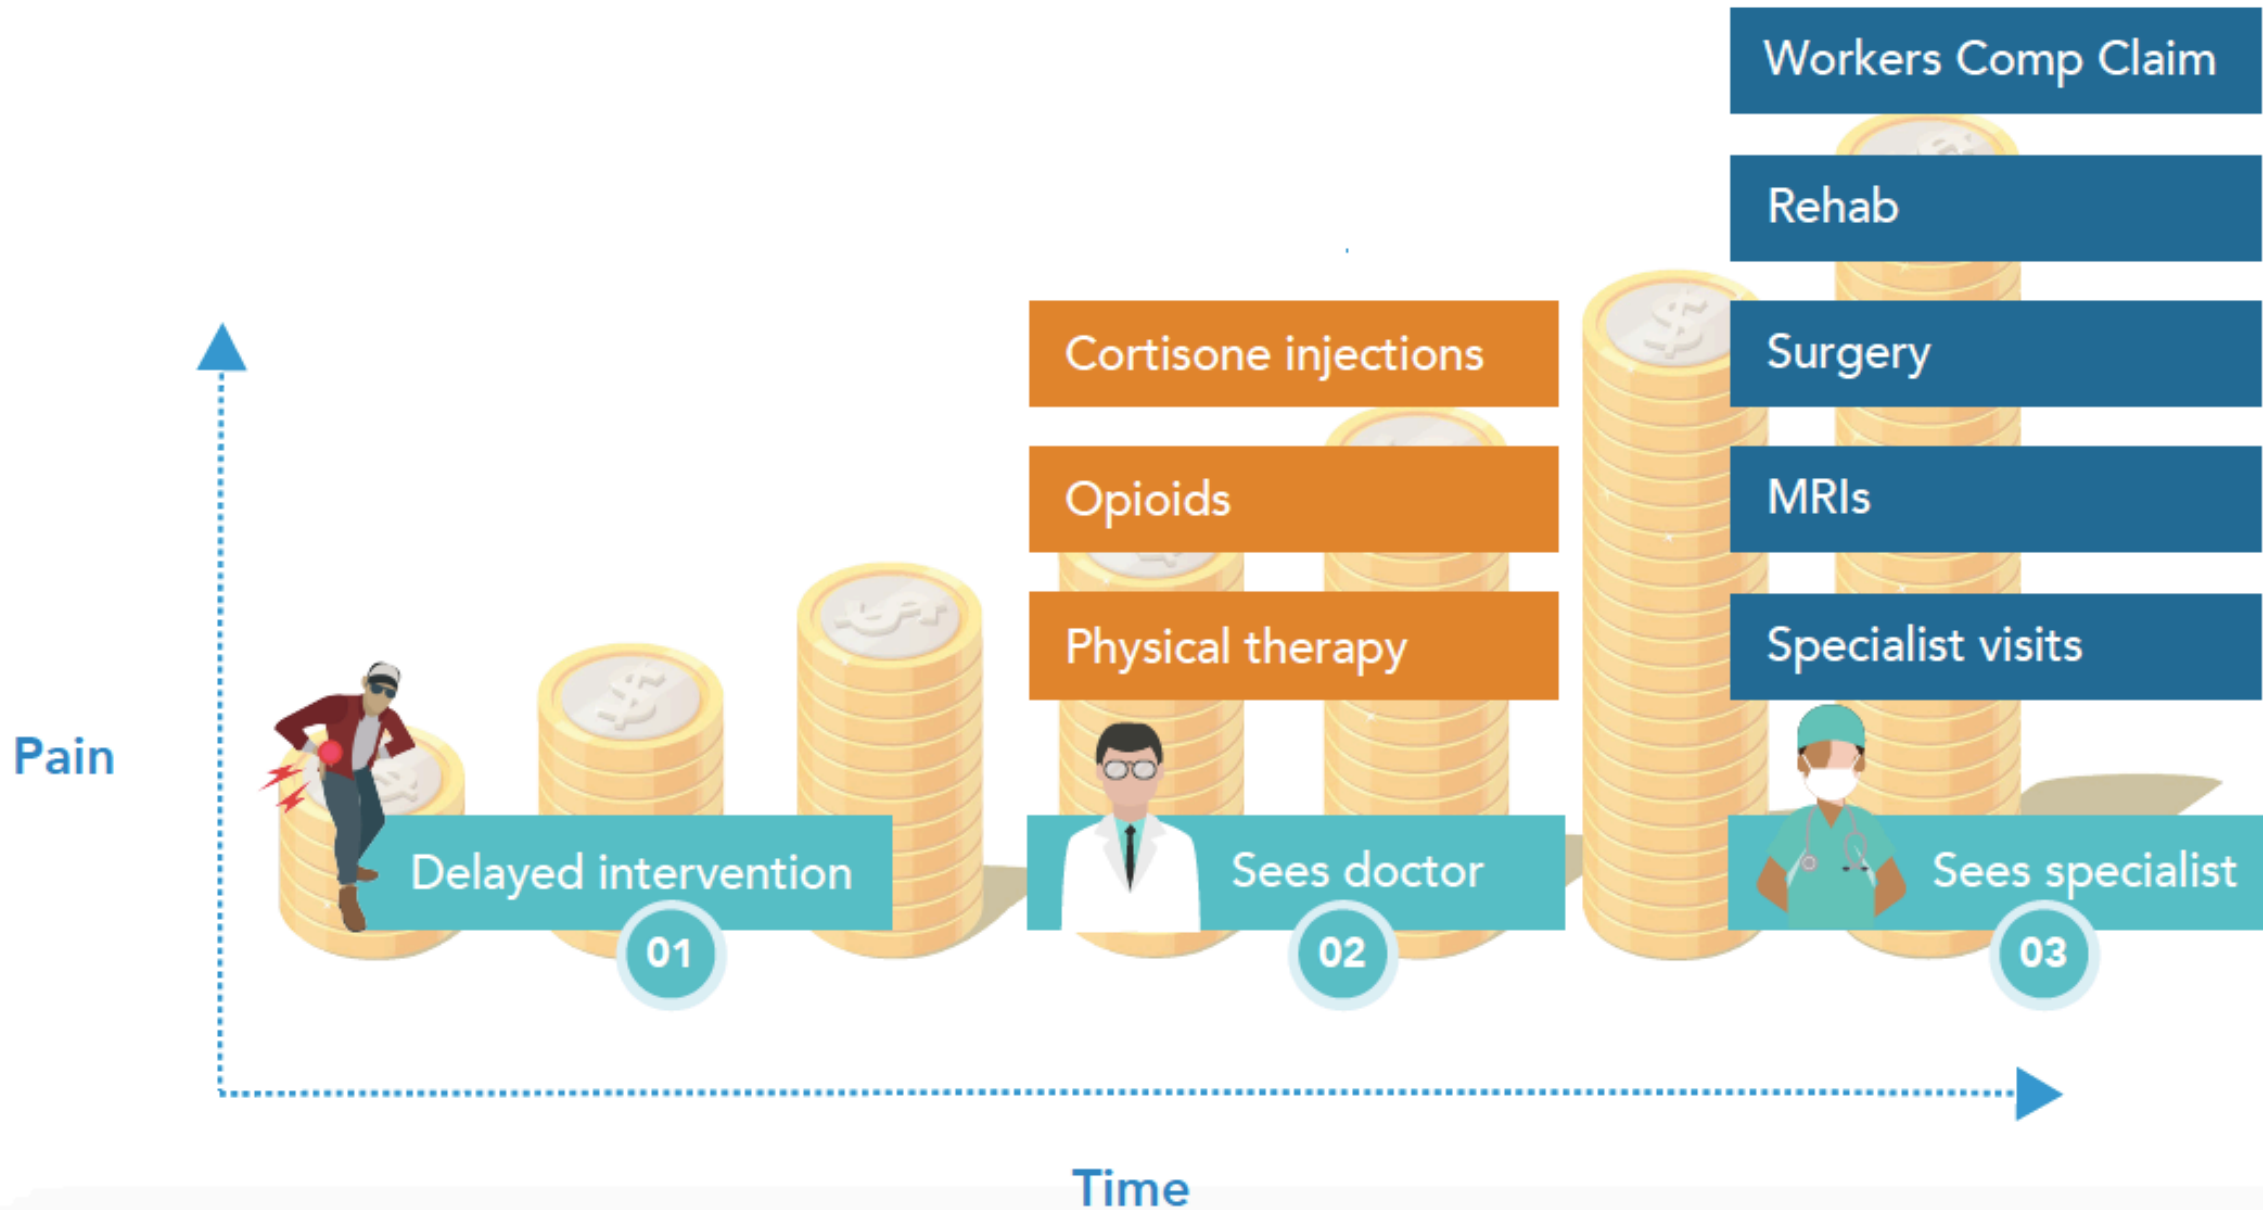 Workers Comp Claim
Rehab
Cortisone injections
Surgery
Opioids
MRIs
Physical therapy
Specialist visits
Pain
Delayed intervention
Sees doctor
Sees specialist
01
02
03
Time